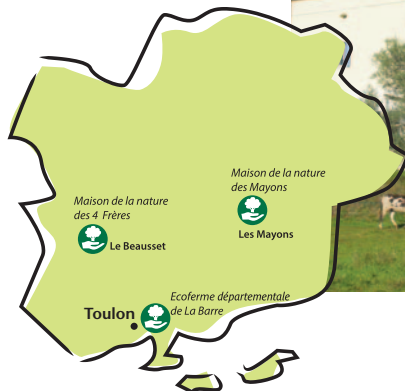 Maison de la nature
des Mayons
Les Mayons
Maison de la nature
des 4 Frères
Le Beausset
Ecoferme départementale
de La Barre
Toulon